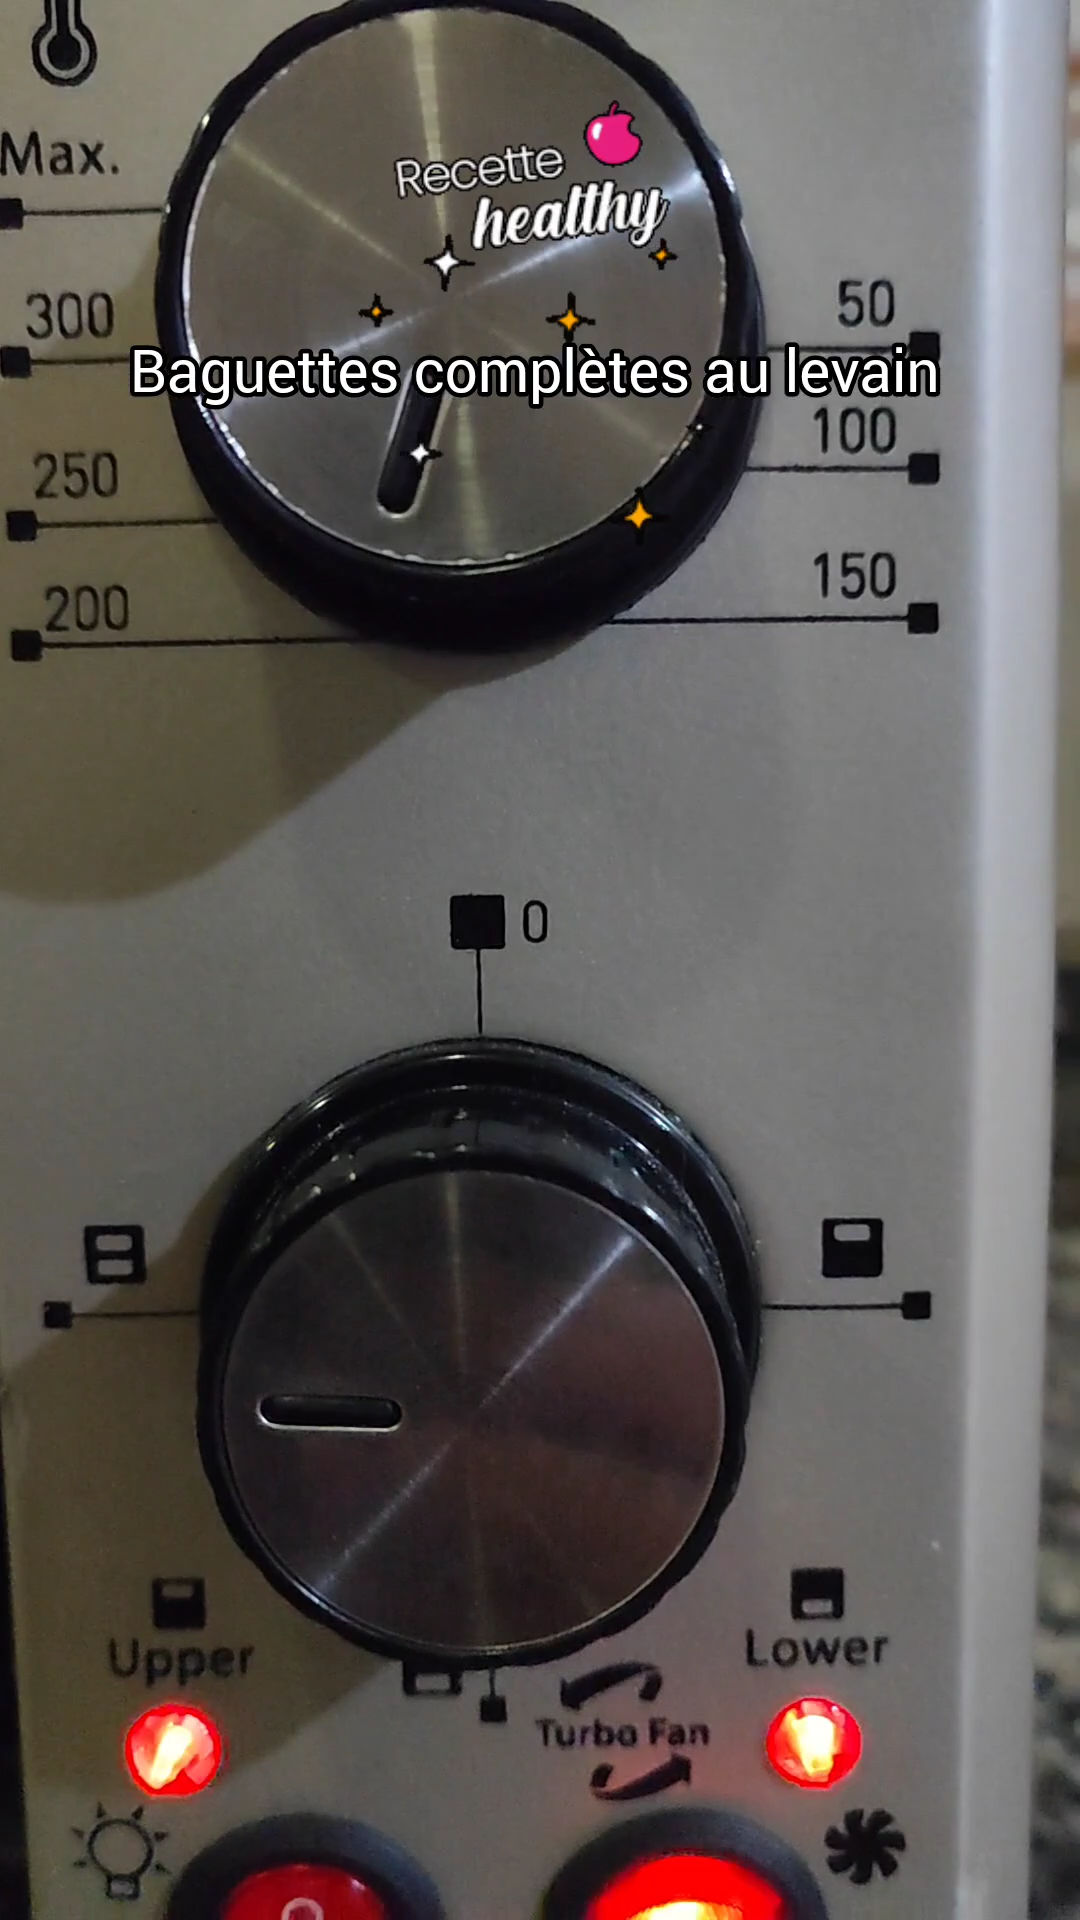 Max.
Recette
healthy
300
50
Baguettes complètes au levain
100
250
150
200
0
Upper
Lower
Turbo Fan